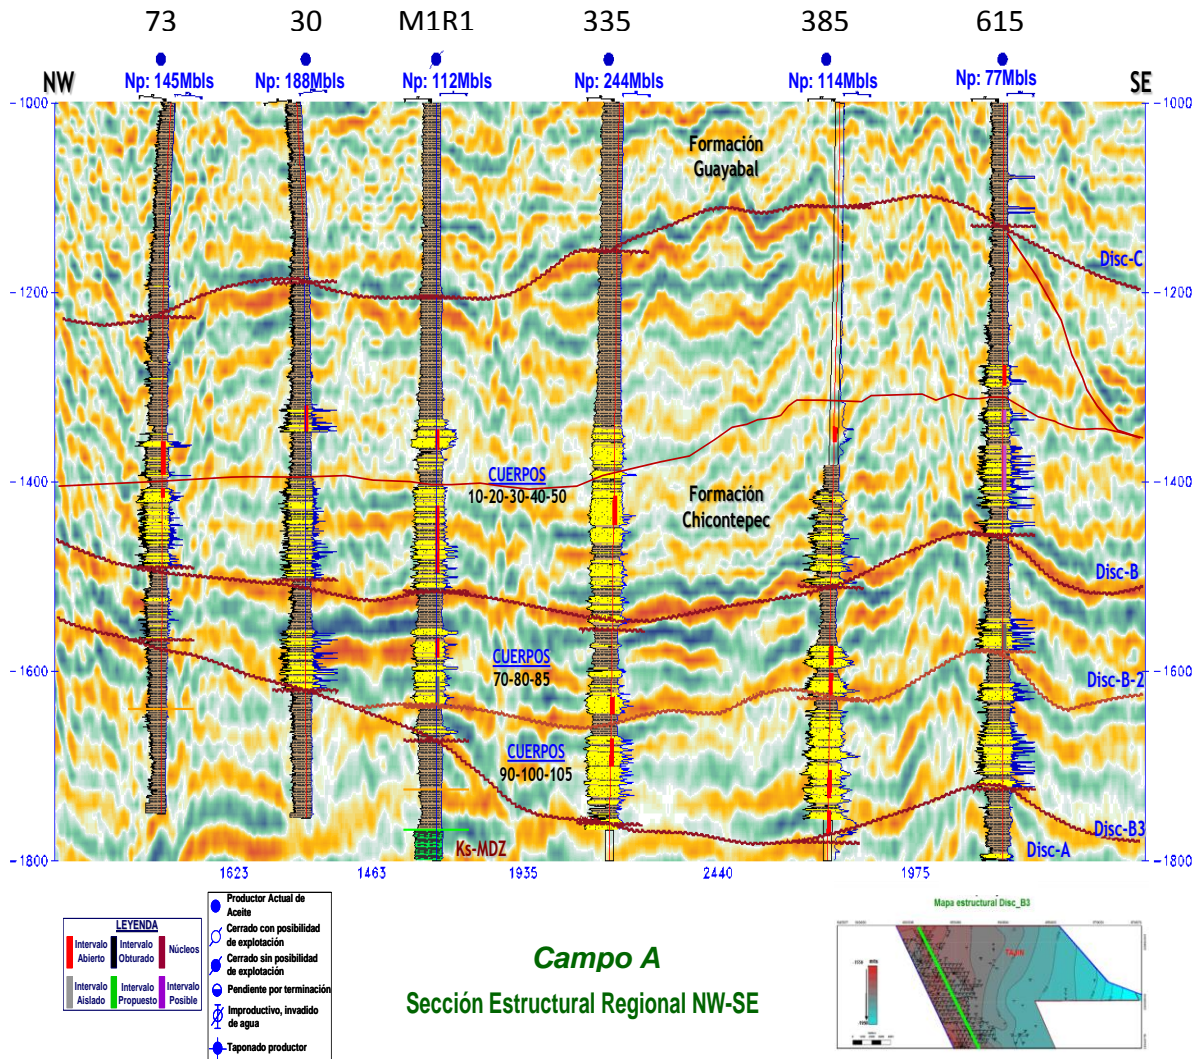 73 30 M1R1 335 385 615
NW Np: 145Mbls Np: 188Mbls Np: 112Mbls Np: 244Mbls Np: 114Mbls Np: 77Mbls SE
-1000 -1000
Formación
Guayabal
Disc-C
-1200 -1200
-1400 -1400
CUERPOS
10-20-30-40-50
Formación
Chicontepec
Disc-B
CUERPOS
70-80-85
-1600 -1600
Disc-B-2
CUERPOS
90-100-105
Disc-B3
Ks-MDZ
Disc-A
-1800 -1800
1623 1463 1955 2440 1975
LEYENDA
Intervalo Abierto
Intervalo Obturado
Núcleos
Intervalo Aislado
Intervalo Propuesto
Intervalo Posible
Productor Actual de
Aceite
Cerrado con posibilidad
de explotación
Cerrado sin posibilidad
de explotación
Pendiente por terminación
Improductivo, invadido
de agua
Taponado productor
Campo A
Sección Estructural Regional NW-SE
Mapa estructural Disc_B3
TAJIN